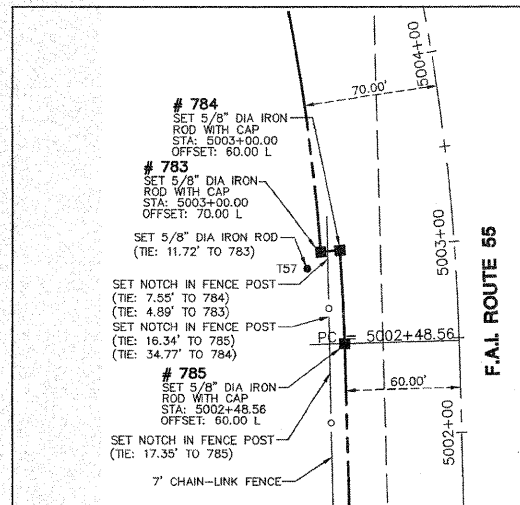 # 784
SET 5/8" DIA IRON
ROD WITH CAP
STA: 5003+00.00
OFFSET: 60.00 L
# 783
SET 5/8" DIA IRON
ROD WITH CAP
STA: 5003+00.00
OFFSET: 70.00 L
SET 5/8" DIA IRON ROD
(TIE: 11.72' TO 783)
T57
SET NOTCH IN FENCE POST
(TIE: 7.55' TO 784)
(TIE: 4.89' TO 783)
SET NOTCH IN FENCE POST
(TIE: 16.34' TO 785)
(TIE: 34.77' TO 784)
# 785
SET 5/8" DIA IRON
ROD WITH CAP
STA: 5002+48.56
OFFSET: 60.00 L
SET NOTCH IN FENCE POST
(TIE: 17.35' TO 785)
7' CHAIN-LINK FENCE
70.00'
5004+00
5003+00
PC = 5002+48.56
60.00'
5002+00
F.A.I. ROUTE 55